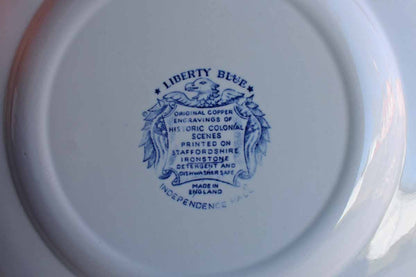 ★ LIBERTY BLUE ★
ORIGINAL COPPER
ENGRAVINGS OF
HISTORIC COLONIAL
SCENES
PRINTED ON
STAFFORDSHIRE
IRONSTONE
DETERGENT AND
DISHWASHER SAFE
MADE IN
ENGLAND
INDEPENDENCE HALL